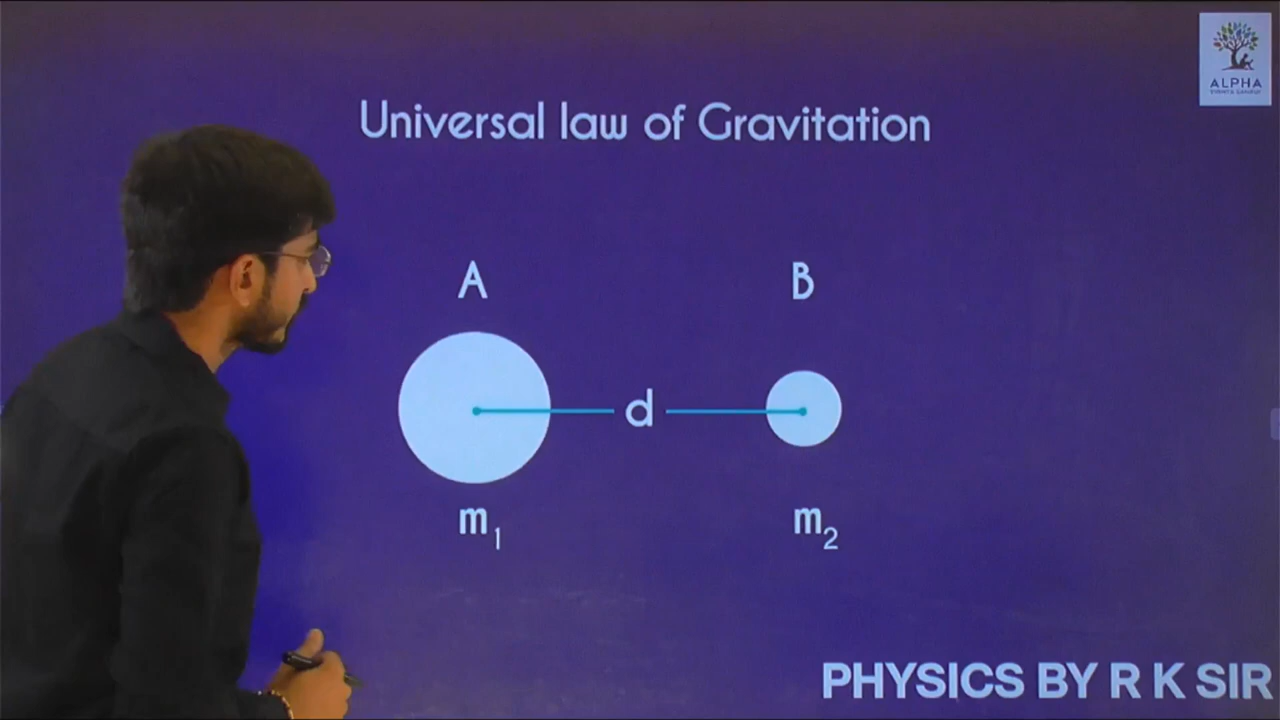 ALPHA
Universal law of Gravitation
A B
d
m1 m2
PHYSICS BY R K SIR